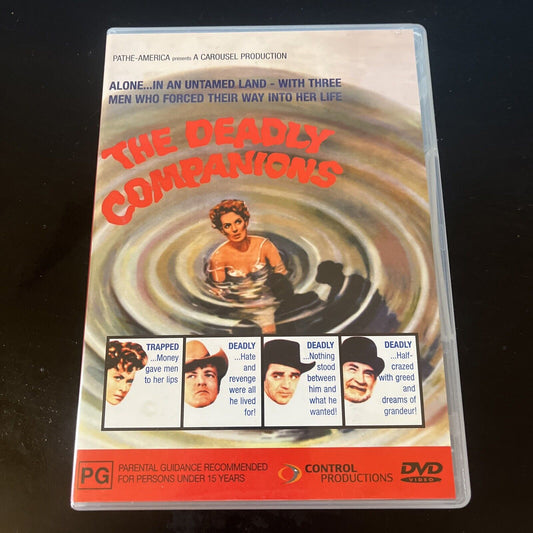 PATHE-AMERICA presents A CAROUSEL PRODUCTION
ALONE...IN AN UNTAMED LAND - WITH THREE
MEN WHO FORCED THEIR WAY INTO HER LIFE
THE DEADLY
COMPANIONS
TRAPPED
...Money
gave men
to her lips
DEADLY
...Hate
and
revenge
were all
he lived
for!
DEADLY
...Nothing
stood
between
him and
what he
wanted!
DEADLY
...Half-
crazed
with greed
and
dreams of
grandeur!
PG
PARENTAL GUIDANCE RECOMMENDED
FOR PERSONS UNDER 15 YEARS
CONTROL
PRODUCTIONS
DVD
VIDEO